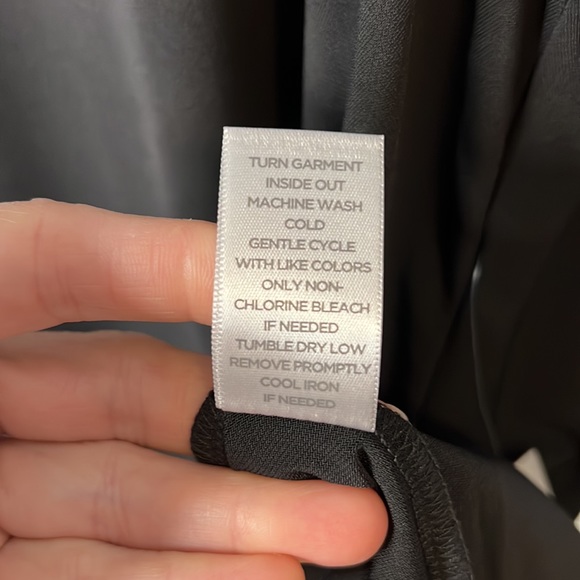 TURN GARMENT
INSIDE OUT
MACHINE WASH
COLD
GENTLE CYCLE
WITH LIKE COLORS
ONLY NON-
CHLORINE BLEACH
IF NEEDED
TUMBLE DRY LOW
REMOVE PROMPTLY
COOL IRON
IF NEEDED